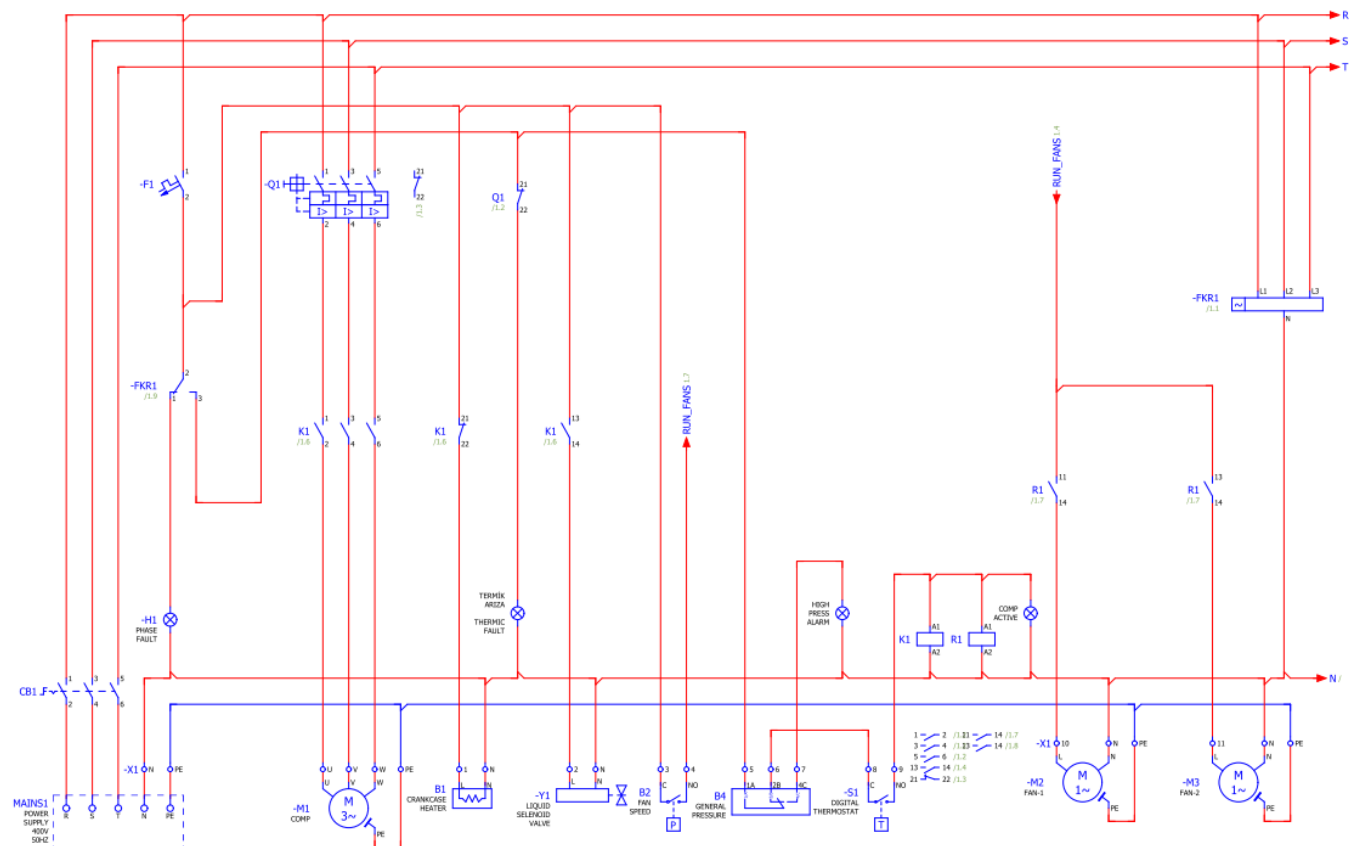 R
S
T
-F1
1
2
-Q1
1
3
5
I>
I>
I>
2
4
6
21
22
/1.3
Q1
/1.2
21
22
RUN_FANS
1.4
-FKR1
/1.1
L1
L2
L3
~
N
-FKR1
/1.9
2
1
3
K1
/1.6
1
2
3
4
5
6
K1
/1.6
21
22
K1
/1.6
13
14
RUN_FANS
1.7
R1
/1.7
11
14
R1
/1.7
13
14
-H1
PHASE
FAULT
TERMİK
ARIZA
THERMIC
FAULT
HIGH
PRESS
ALARM
K1
A1
A2
R1
A1
A2
COMP
ACTIVE
N
CB1
1
3
5
2
4
6
-X1
N
PE
MAINS1
POWER
SUPPLY
400V
50HZ
R
S
T
N
PE
U
V
W
PE
U
V
W
-M1
COMP
M
3~
PE
1
N
L
N
B1
CRANKCASE
HEATER
2
N
L
N
-Y1
LIQUID
SELENOID
VALVE
3
4
C
NO
B2
FAN
SPEED
P
5
6
7
1A
2B
4C
B4
GENERAL
PRESSURE
8
9
C
NO
-S1
DIGITAL
THERMOSTAT
T
1
2
3
4
5
6
/1.2
13
14
/1.4
21
22
/1.3
14
/1.7
14
/1.8
-X1
10
N
PE
L
N
-M2
FAN-1
M
1~
PE
11
N
PE
L
N
-M3
FAN-2
M
1~
PE